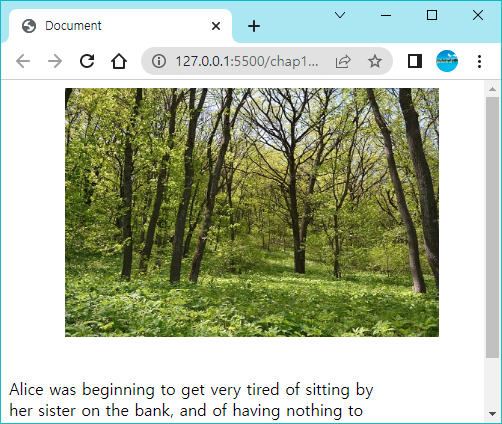 Document
127.0.0.1:5500/chap1...
Alice was beginning to get very tired of sitting by
her sister on the bank, and of having nothing to